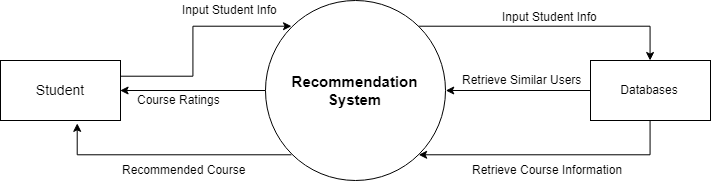 Input Student Info
Input Student Info
Student
Recommendation
System
Retrieve Similar Users
Databases
Course Ratings
Recommended Course
Retrieve Course Information